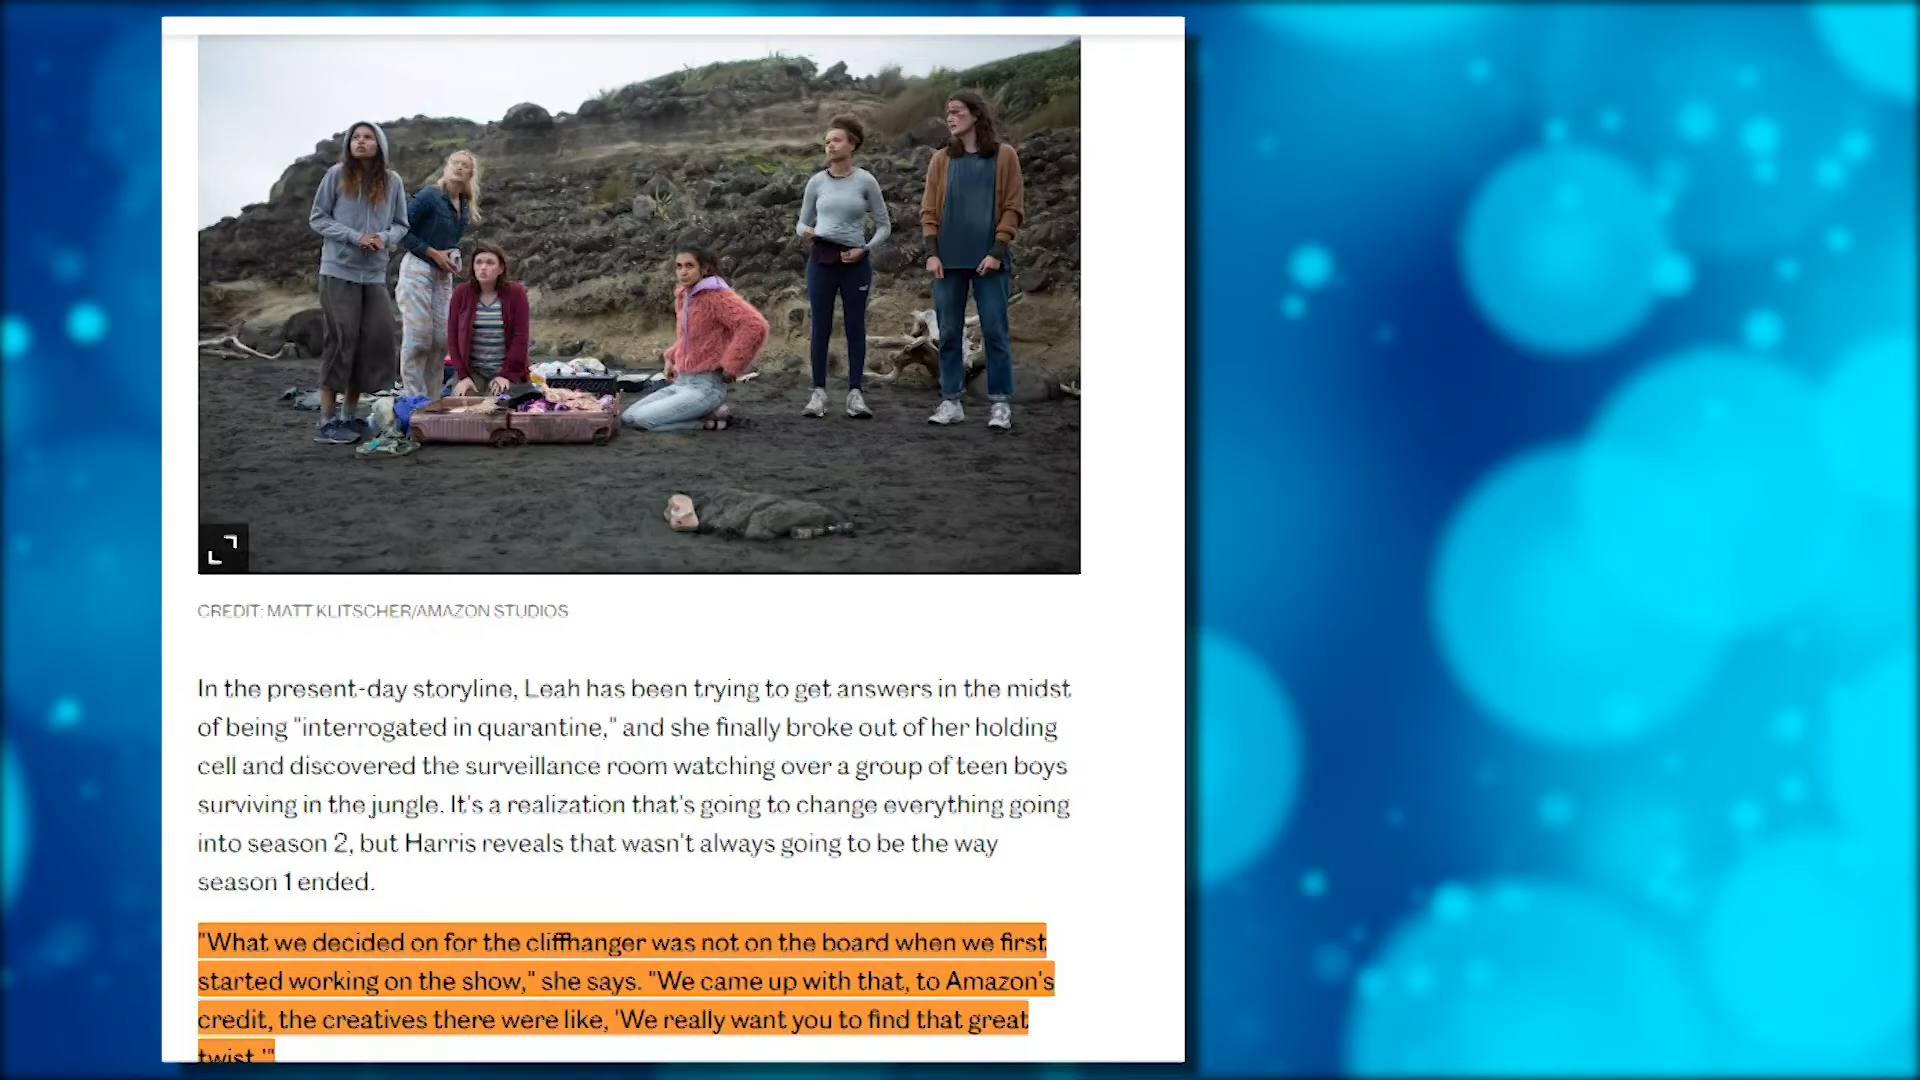 CREDIT: MATT KLITSCHER/AMAZON STUDIOS
In the present-day storyline, Leah has been trying to get answers in the midst
of being "interrogated in quarantine," and she finally broke out of her holding
cell and discovered the surveillance room watching over a group of teen boys
surviving in the jungle. It's a realization that's going to change everything going
into season 2, but Harris reveals that wasn't always going to be the way
season 1 ended.
"What we decided on for the cliffhanger was not on the board when we first
started working on the show," she says. "We came up with that, to Amazon's
credit, the creatives there were like, 'We really want you to find that great
twist.'"